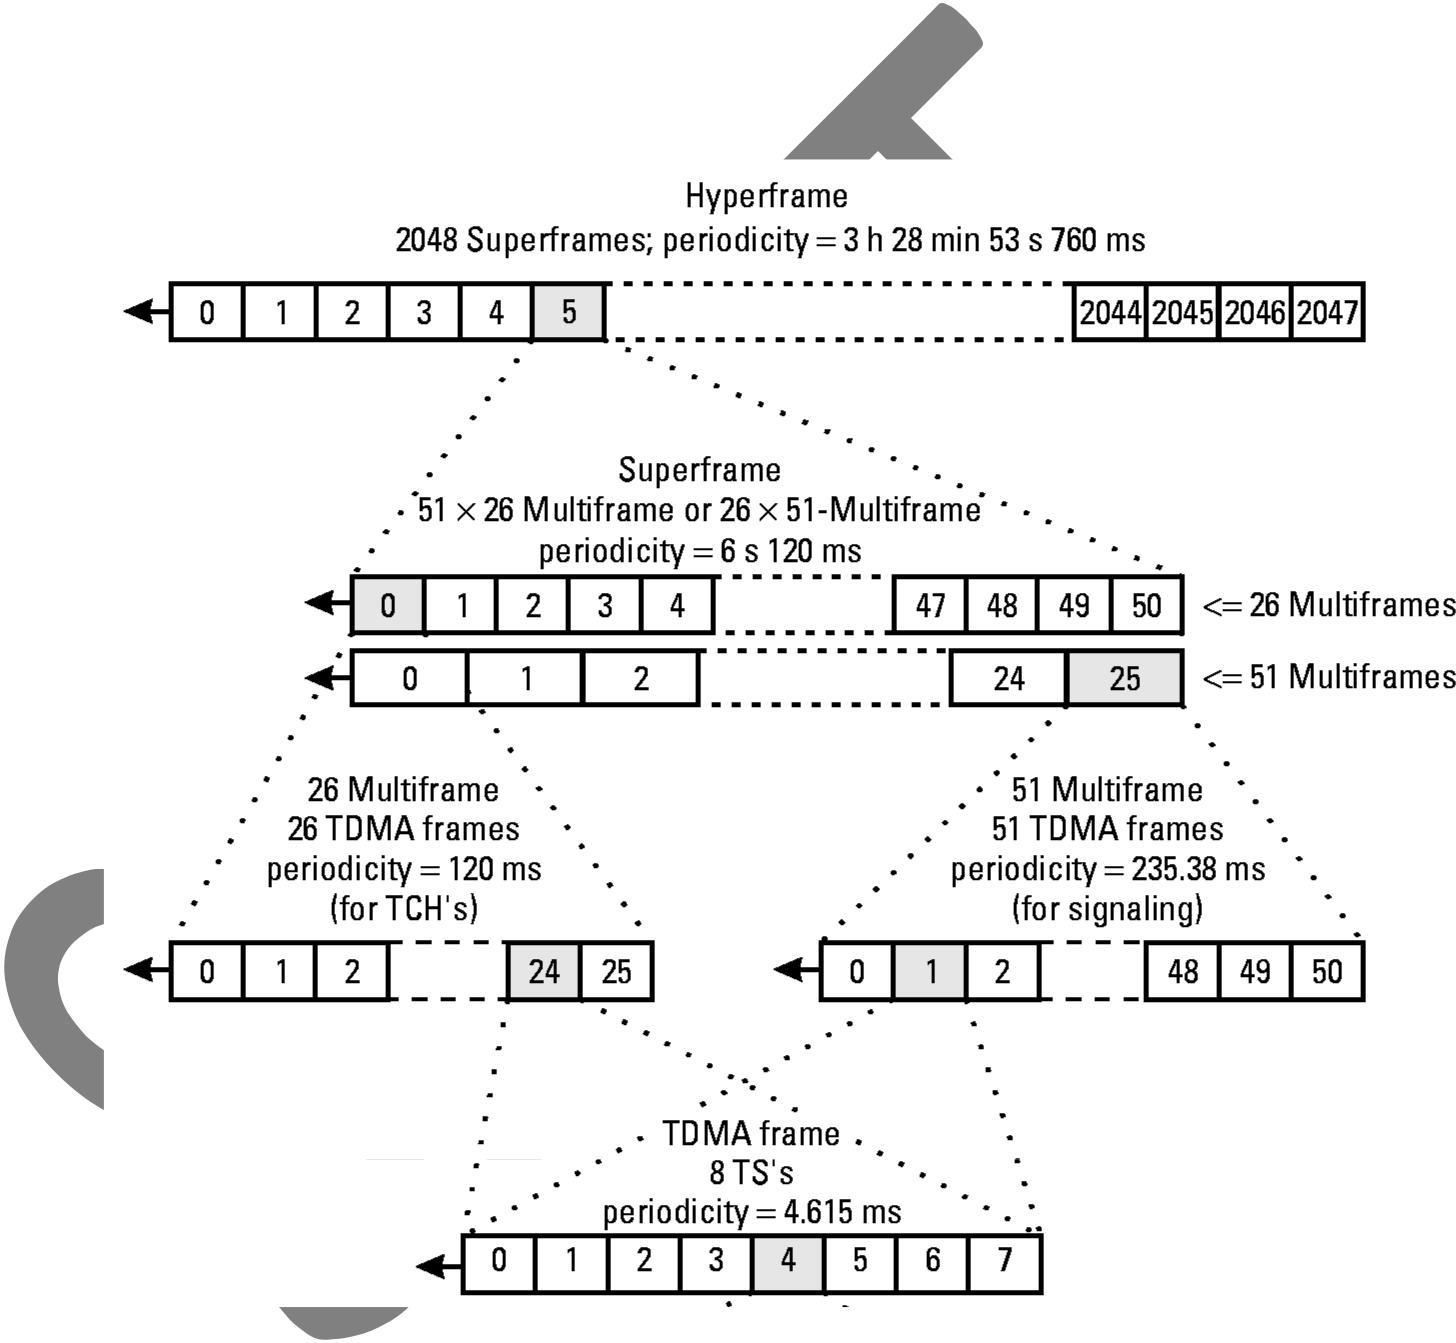 Hyperframe
2048 Superframes; periodicity = 3 h 28 min 53 s 760 ms
0 1 2 3 4 5 2044 2045 2046 2047
Superframe
51 × 26 Multiframe or 26 × 51-Multiframe
periodicity = 6 s 120 ms
0 1 2 3 4 47 48 49 50 <= 26 Multiframes
0 1 2 24 25 <= 51 Multiframes
26 Multiframe
26 TDMA frames
periodicity = 120 ms
(for TCH's)
51 Multiframe
51 TDMA frames
periodicity = 235.38 ms
(for signaling)
0 1 2 24 25
0 1 2 48 49 50
TDMA frame
8 TS's
periodicity = 4.615 ms
0 1 2 3 4 5 6 7